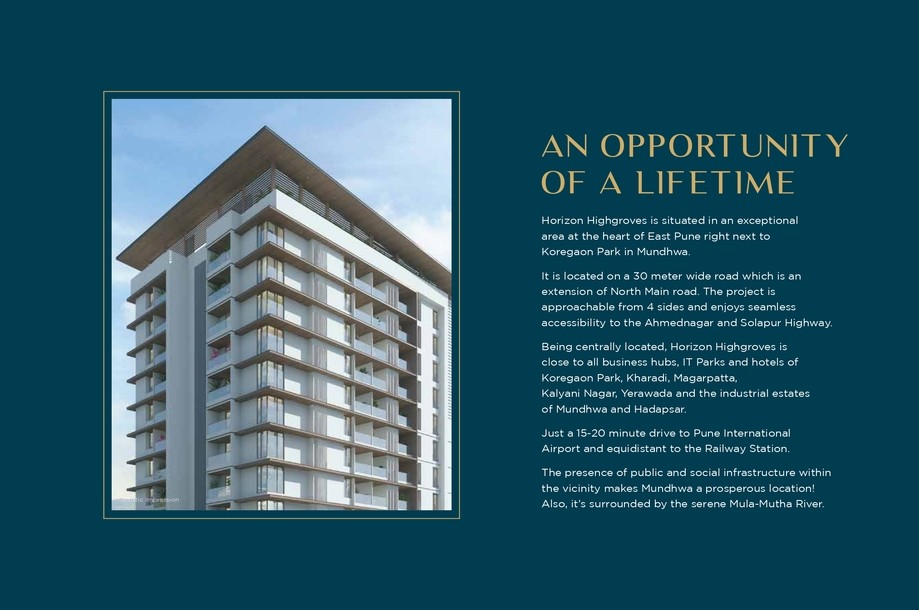 AN OPPORTUNITY
OF A LIFETIME
Horizon Highgroves is situated in an exceptional
area at the heart of East Pune right next to
Koregaon Park in Mundhwa.
It is located on a 30 meter wide road which is an
extension of North Main road. The project is
approachable from 4 sides and enjoys seamless
accessibility to the Ahmednagar and Solapur Highway.
Being centrally located, Horizon Highgroves is
close to all business hubs, IT Parks and hotels of
Koregaon Park, Kharadi, Magarpatta,
Kalyani Nagar, Yerawada and the industrial estates
of Mundhwa and Hadapsar.
Just a 15-20 minute drive to Pune International
Airport and equidistant to the Railway Station.
The presence of public and social infrastructure within
the vicinity makes Mundhwa a prosperous location!
Also, it's surrounded by the serene Mula-Mutha River.